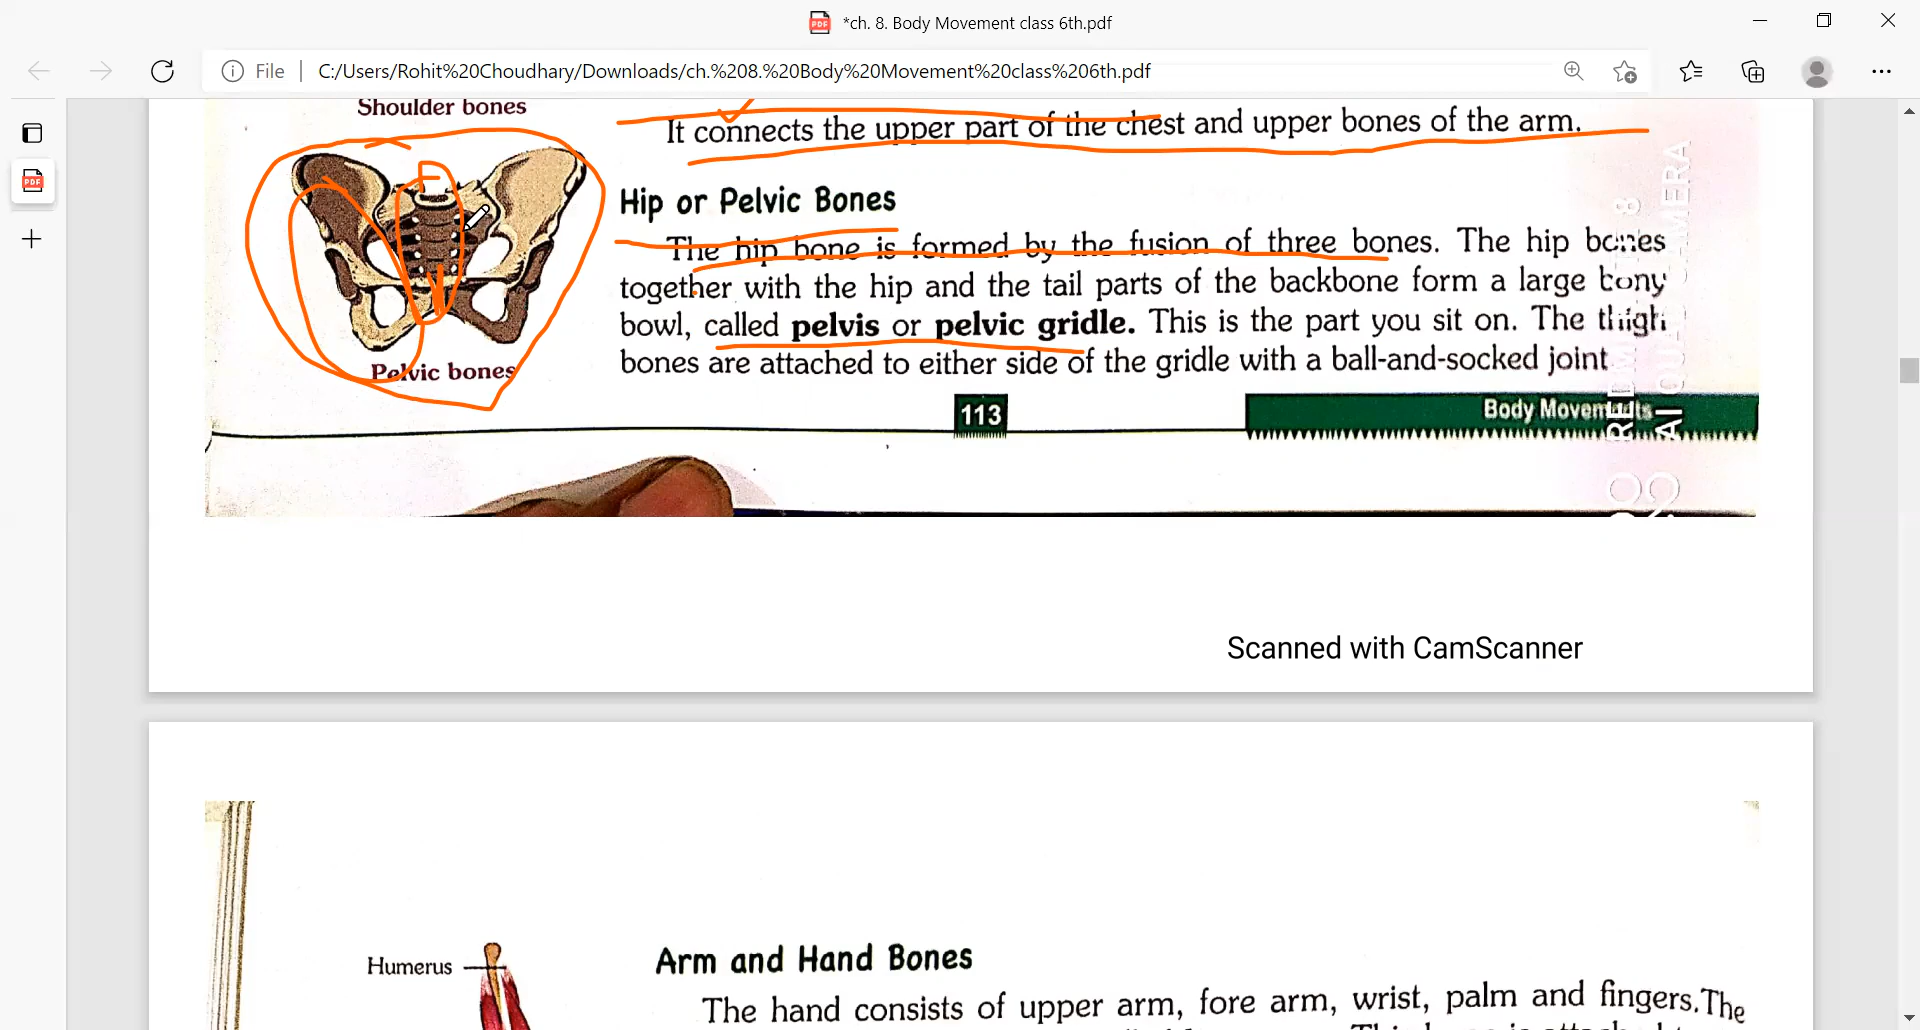 *ch. 8. Body Movement class 6th.pdf
File | C:/Users/Rohit%20Choudhary/Downloads/ch.%208.%20Body%20Movement%20class%206th.pdf
Shoulder bones
It connects the upper part of the chest and upper bones of the arm.
Hip or Pelvic Bones
The hip bone is formed by the fusion of three bones. The hip bones
together with the hip and the tail parts of the backbone form a large bony
bowl, called pelvis or pelvic gridle. This is the part you sit on. The thigh
bones are attached to either side of the gridle with a ball-and-socked joint
Pelvic bones
113
Body Movements
Scanned with CamScanner
Humerus
Arm and Hand Bones
The hand consists of upper arm, fore arm, wrist, palm and fingers. The